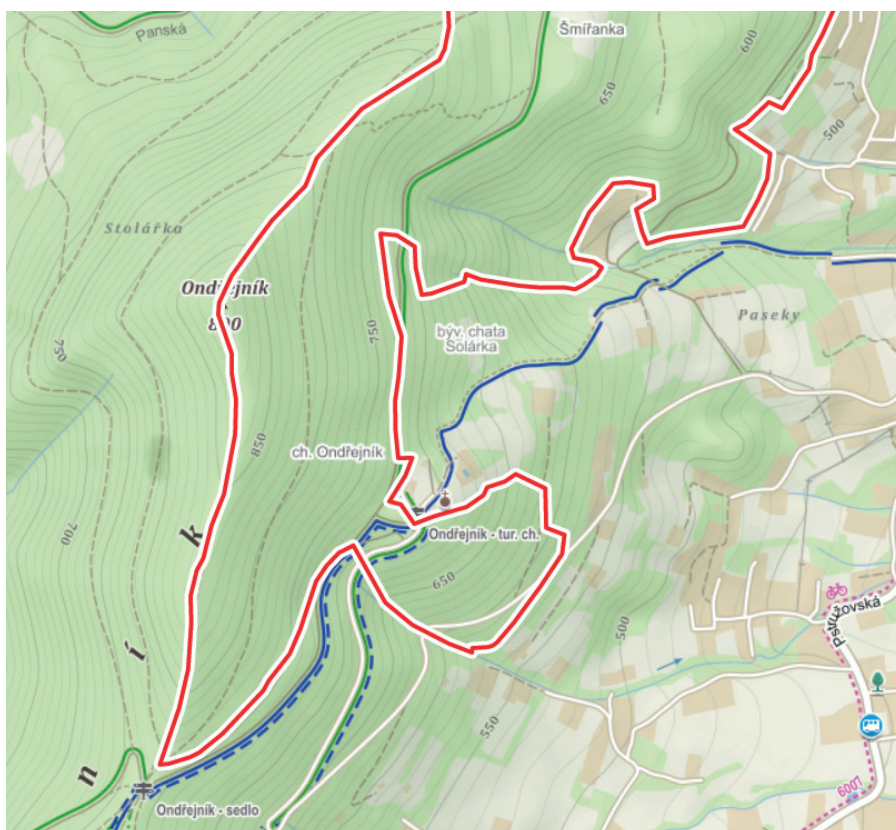 Panská
Šmířanka
600
650
500
Stolářka
Ondřejník
800
750
750
Paseky
býv. chata
Solárka
850
ch. Ondřejník
700
k
Ondřejník - tur. ch.
650
500
Pstružovská
í
550
n
6007
Ondřejník - sedlo